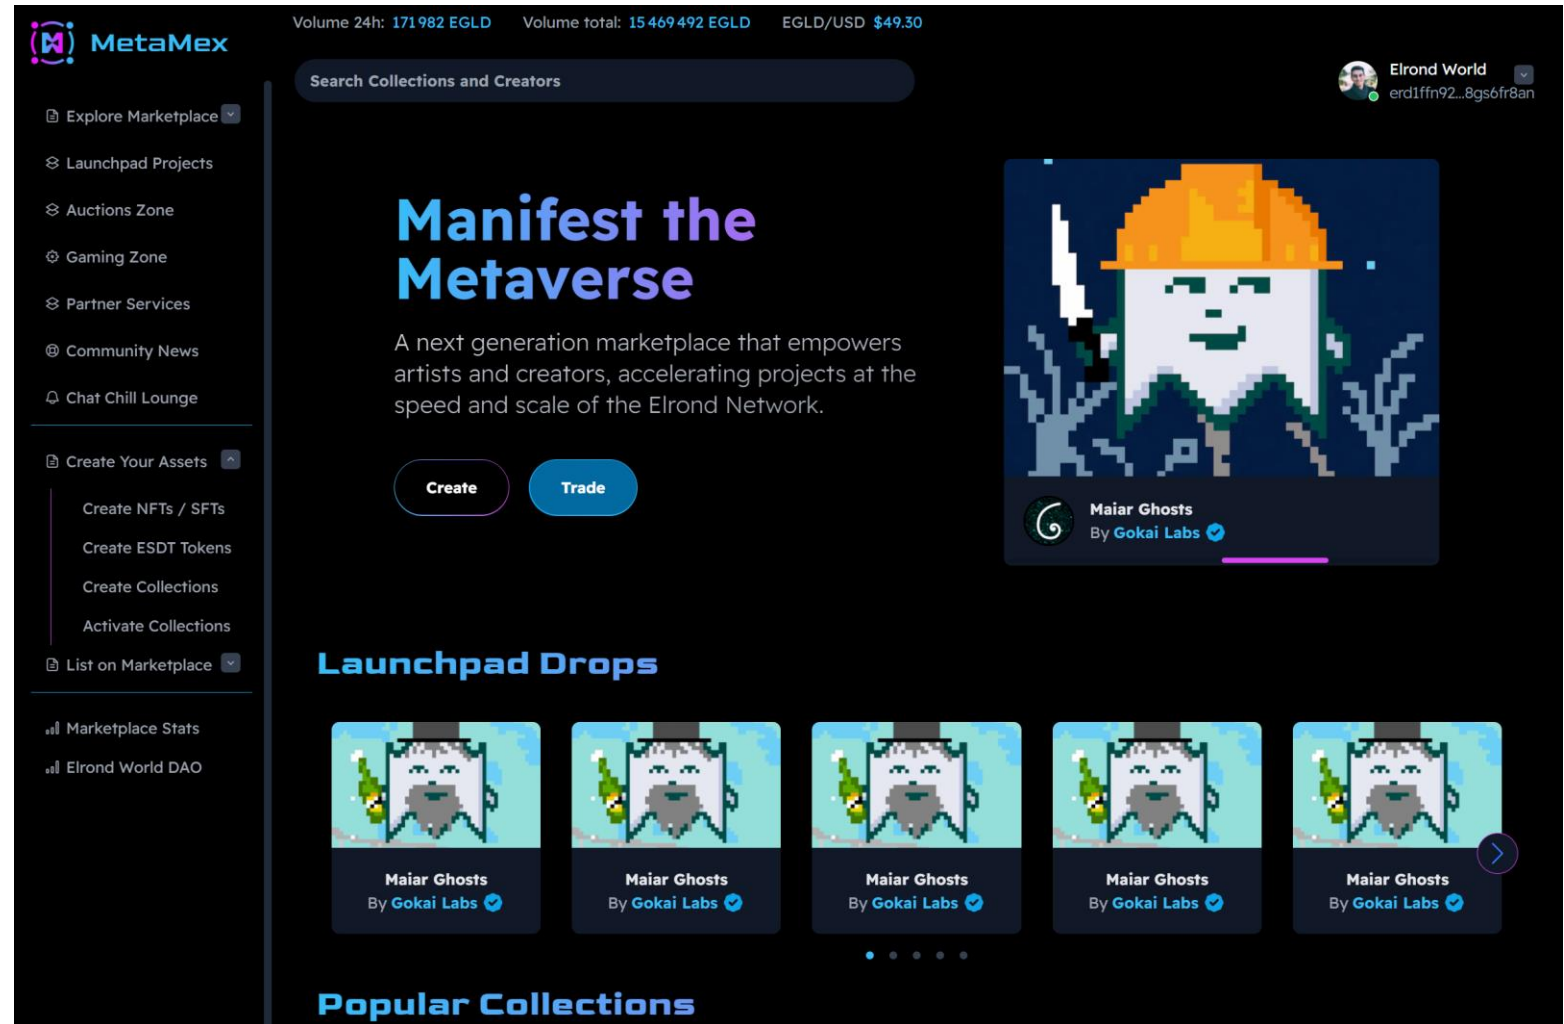 MetaMex
Volume 24h: 171 982 EGLD Volume total: 15 469 492 EGLD EGLD/USD $49.30
Search Collections and Creators
Elrond World
erd1ffn92...8gs6fr8an
Explore Marketplace
Launchpad Projects
Auctions Zone
Gaming Zone
Partner Services
Community News
Chat Chill Lounge
Create Your Assets
Create NFTs / SFTs
Create ESDT Tokens
Create Collections
Activate Collections
List on Marketplace
Marketplace Stats
Elrond World DAO
Manifest the
Metaverse
A next generation marketplace that empowers
artists and creators, accelerating projects at the
speed and scale of the Elrond Network.
Create Trade
Maiar Ghosts
By Gokai Labs
Launchpad Drops
Maiar Ghosts
By Gokai Labs
Maiar Ghosts
By Gokai Labs
Maiar Ghosts
By Gokai Labs
Maiar Ghosts
By Gokai Labs
Maiar Ghosts
By Gokai Labs
Popular Collections